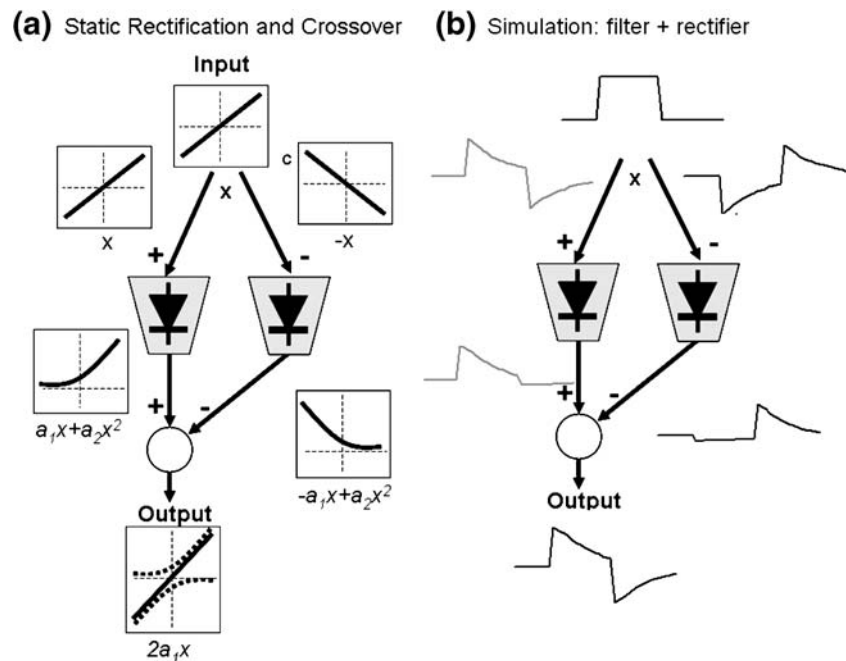 (a) Static Rectification and Crossover
Input
c
x
x
-x
+
-
a₁x+a₂x²
+
-
-a₁x+a₂x²
Output
2a₁x
(b) Simulation: filter + rectifier
x
+
-
+
-
Output